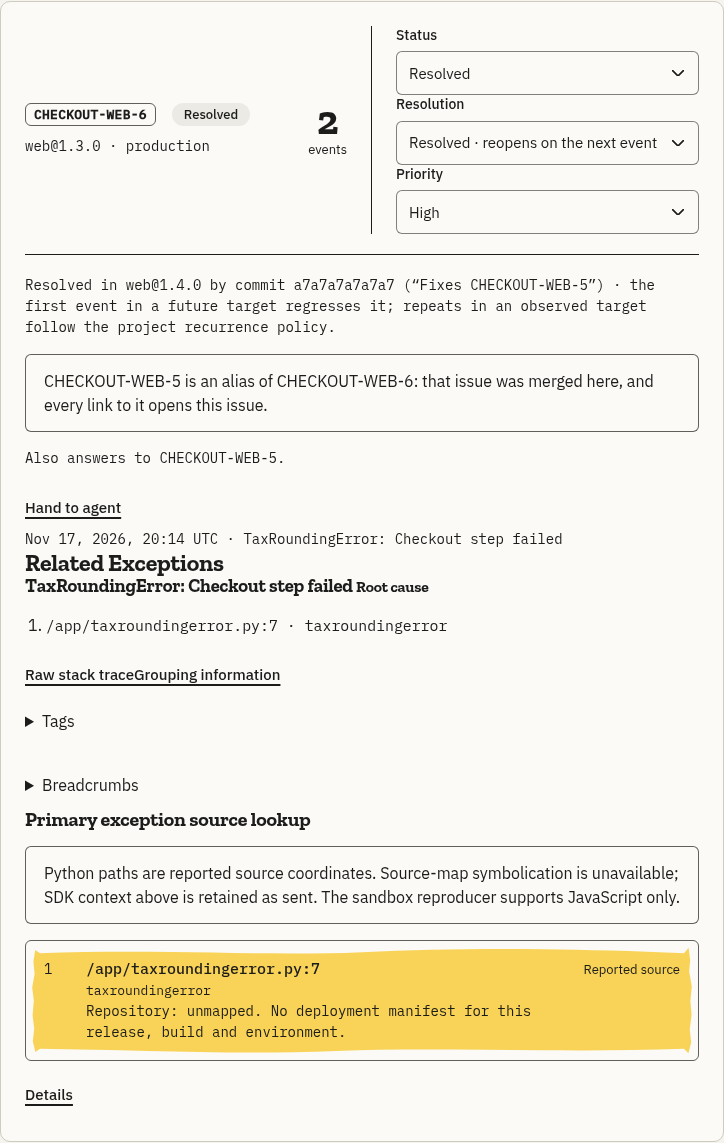 CHECKOUT-WEB-6 Resolved
web@1.3.0 · production
2
events
Status
Resolved
Resolution
Resolved · reopens on the next event
Priority
High
Resolved in web@1.4.0 by commit a7a7a7a7a7a7 (“Fixes CHECKOUT-WEB-5”) · the
first event in a future target regresses it; repeats in an observed target
follow the project recurrence policy.
CHECKOUT-WEB-5 is an alias of CHECKOUT-WEB-6: that issue was merged here, and
every link to it opens this issue.
Also answers to CHECKOUT-WEB-5.
Hand to agent
Nov 17, 2026, 20:14 UTC · TaxRoundingError: Checkout step failed
Related Exceptions
TaxRoundingError: Checkout step failed Root cause
1. /app/taxroundingerror.py:7 · taxroundingerror
Raw stack traceGrouping information
Tags
Breadcrumbs
Primary exception source lookup
Python paths are reported source coordinates. Source-map symbolication is unavailable;
SDK context above is retained as sent. The sandbox reproducer supports JavaScript only.
1 /app/taxroundingerror.py:7 Reported source
taxroundingerror
Repository: unmapped. No deployment manifest for this
release, build and environment.
Details